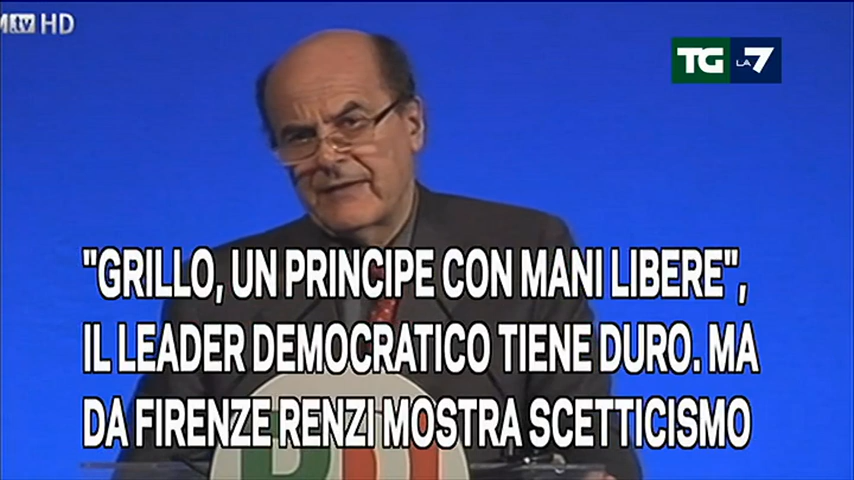 M.tv HD
TG LA7
"GRILLO, UN PRINCIPE CON MANI LIBERE",
IL LEADER DEMOCRATICO TIENE DURO. MA
DA FIRENZE RENZI MOSTRA SCETTICISMO
PD